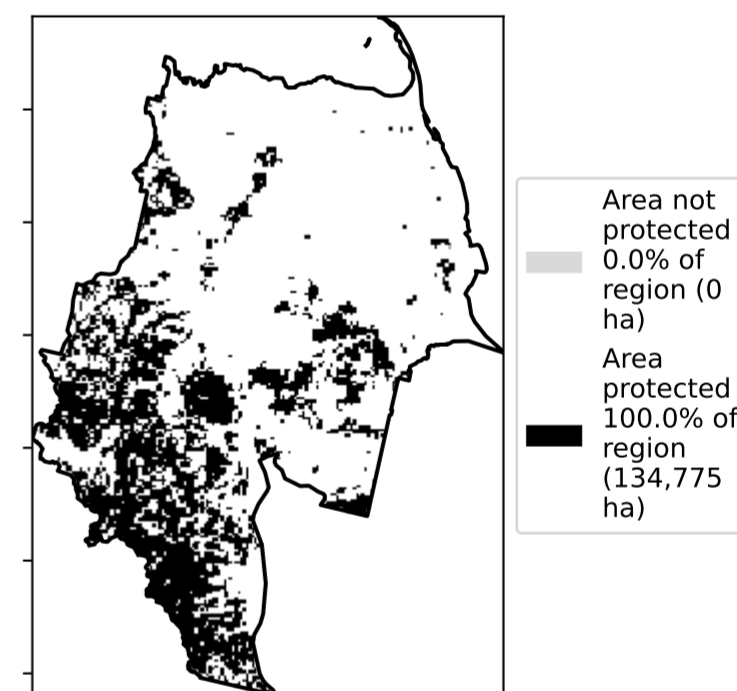 Area not
protected
0.0% of
region (0
ha)
Area
protected
100.0% of
region
(134,775
ha)